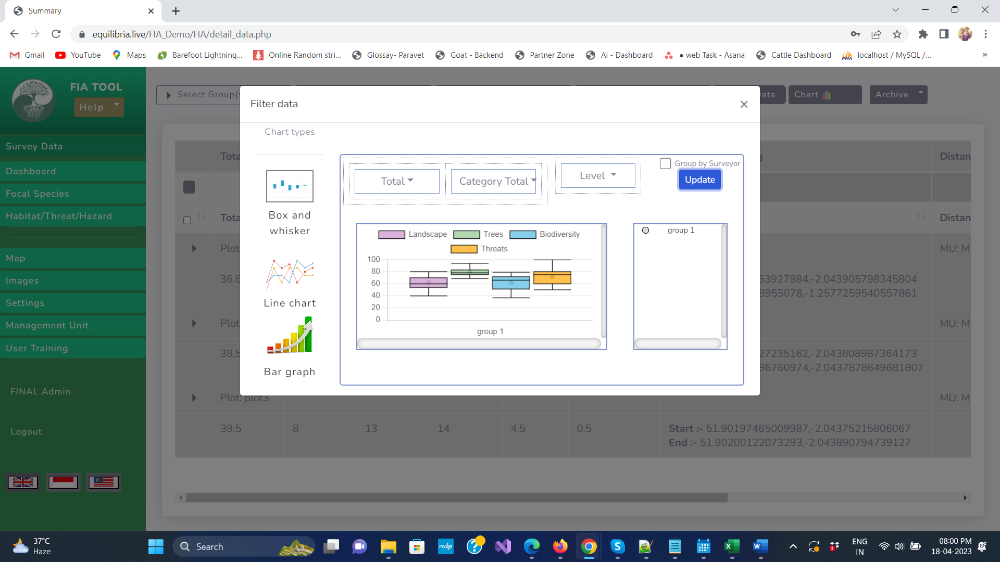 Summary
equilibria.live/FIA_Demo/FIA/detail_data.php
Gmail YouTube Maps Barefoot Lightning... Online Random stri... Glossay- Paravet Goat - Backend Partner Zone Ai - Dashboard ● web Task - Asana Cattle Dashboard localhost / MySQL /... »
FIA TOOL
Help
Survey Data
Dashboard
Focal Species
Habitat/Threat/Hazard
Map
Images
Settings
Management Unit
User Training
FINAL Admin
Logout
Select Group(s
ata
Chart
Archive
Filter data
Chart types
Box and
whisker
Line chart
Bar graph
Total
Category Total
Level
Group by Surveyor
Update
Landscape Trees Biodiversity
Threats
100
80
60
40
20
0
group 1
group 1
Tota
g
Distan
Tota
Distan
Plot
MU: M
36.6
63927984,-2.043905798345804
8955078,-1.2577259540557861
Plot
MU: M
38.5
27235162,-2.043808987364173
86760974,-2.0437878649681807
Plot: plot3
MU: M
39.5 8 13 14 4.5 0.5 Start :- 51.90197465009987,-2.04375215806067
End :- 51.90200122073293,-2.043890794739127
37°C
Haze
Search
myhp
3
ENG
IN
08:00 PM
18-04-2023